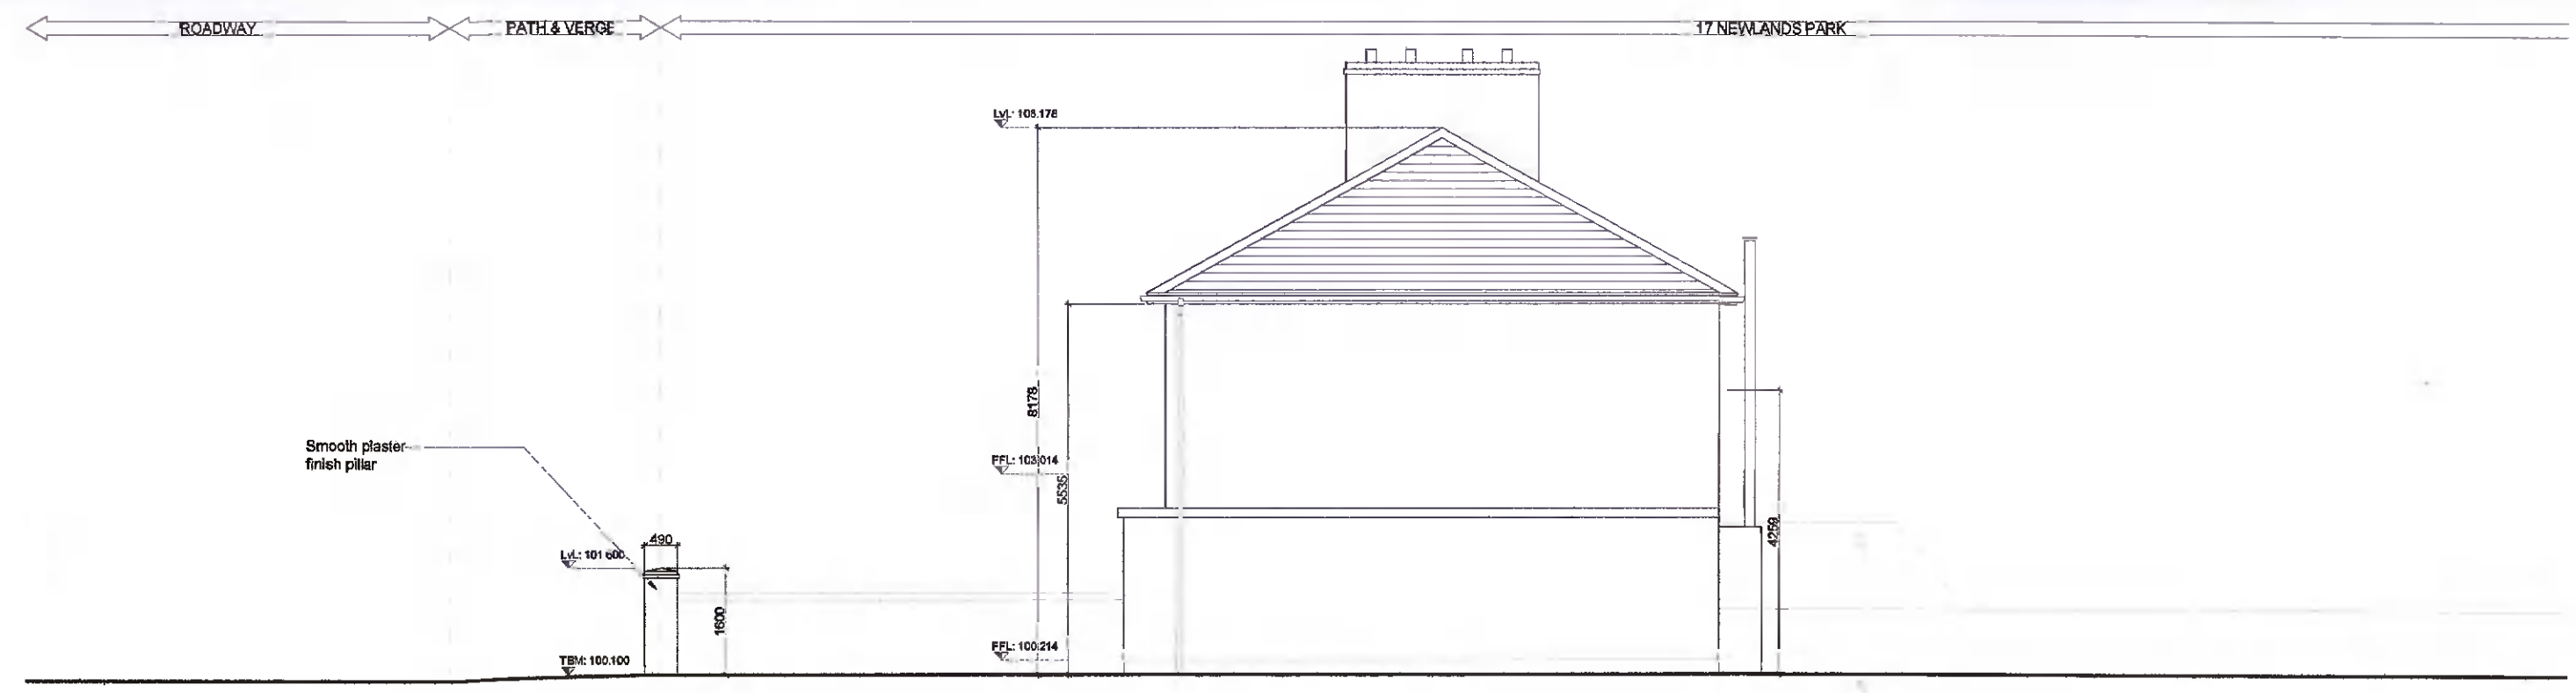 ROADWAY
PATH & VERGE
17 NEWLANDS PARK
LvL: 108.178
8178
FFL: 103.014
5535
Smooth plaster
finish pillar
490
LvL: 101.600
1600
4259
TBM: 100.100
FFL: 100.214